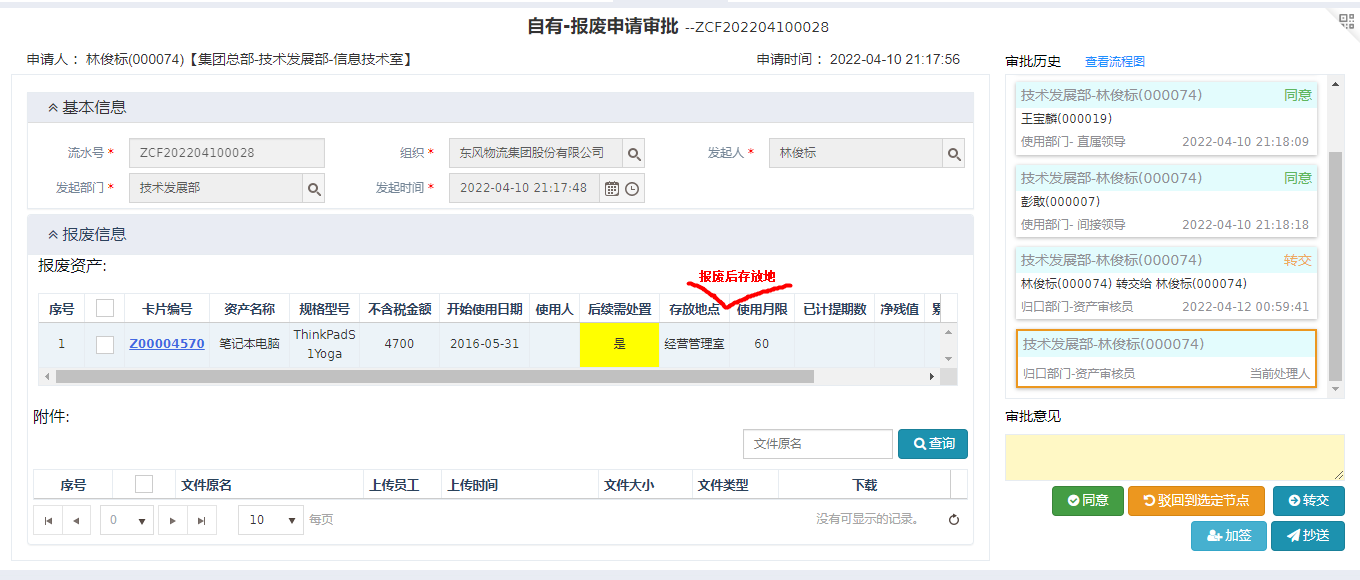 自有-报废申请审批 --ZCF202204100028
申请人： 林俊标(000074)【集团总部-技术发展部-信息技术室】 申请时间： 2022-04-10 21:17:56
基本信息
流水号 * ZCF202204100028 组织 * 东风物流集团股份有限公司 发起人 * 林俊标
发起部门 * 技术发展部 发起时间 * 2022-04-10 21:17:48
报废信息
报废资产:
报废后存放地
序号 卡片编号 资产名称 规格型号 不含税金额 开始使用日期 使用人 后续需处置 存放地点 使用月限 已计提期数 净残值
1 Z00004570 笔记本电脑 ThinkPadS 4700 2016-05-31 是 经营管理室 60
1Yoga
附件:
文件原名 查询
序号 文件原名 上传员工 上传时间 文件大小 文件类型 下载
0 10 每页 没有可显示的记录。
审批历史 查看流程图
技术发展部-林俊标(000074) 同意
王宝麟(000019)
使用部门- 直属领导 2022-04-10 21:18:09
技术发展部-林俊标(000074) 同意
彭敢(000007)
使用部门- 间接领导 2022-04-10 21:18:18
技术发展部-林俊标(000074) 转交
林俊标(000074) 转交给 林俊标(000074)
归口部门-资产审核员 2022-04-12 00:59:41
技术发展部-林俊标(000074)
归口部门-资产审核员 当前处理人
审批意见
同意 驳回到选定节点 转交
加签 抄送